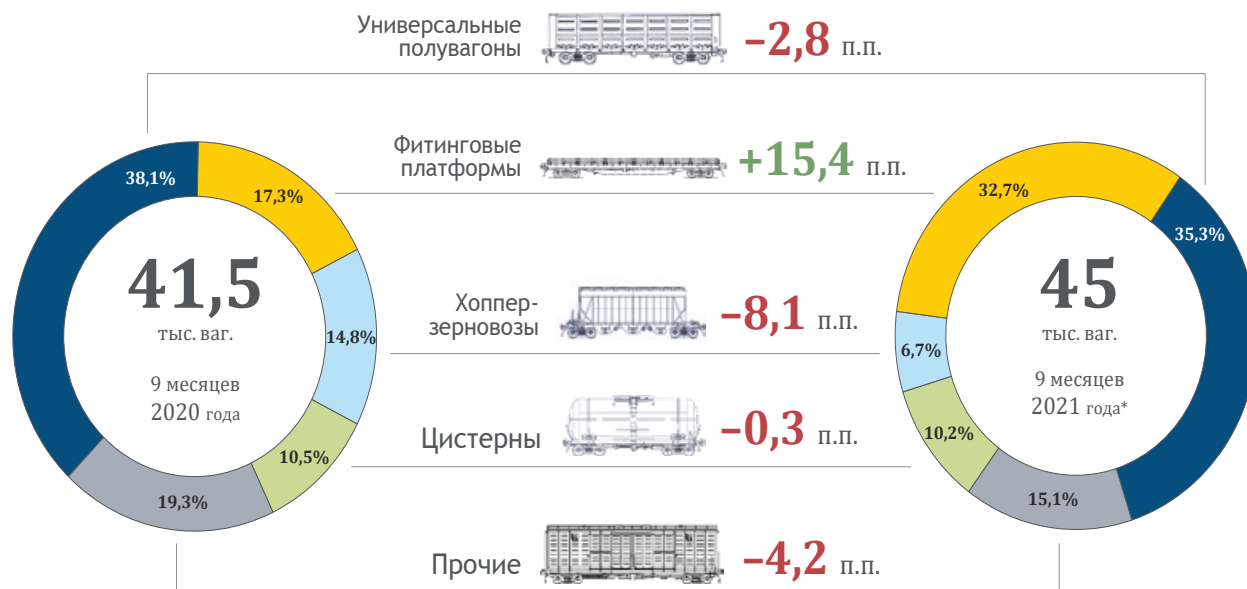 Универсальные
полувагоны
–2,8 п.п.
Фитинговые
платформы
+15,4 п.п.
38,1%
17,3%
14,8%
10,5%
19,3%
41,5
тыс. ваг.
9 месяцев
2020 года
Хоппер-
зерновозы
–8,1 п.п.
Цистерны
–0,3 п.п.
Прочие
–4,2 п.п.
32,7%
35,3%
6,7%
10,2%
15,1%
45
тыс. ваг.
9 месяцев
2021 года*